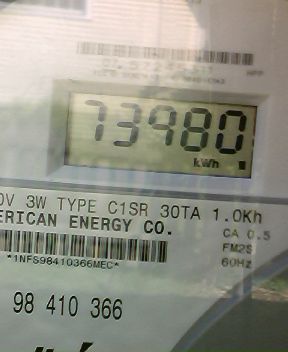 73980
kWh
0V 3W TYPE C1SR 30TA 1.0Kh
ERICAN ENERGY CO.
CA 0.5
FM2S
60Hz
*1NFS98410366MEC*
98 410 366